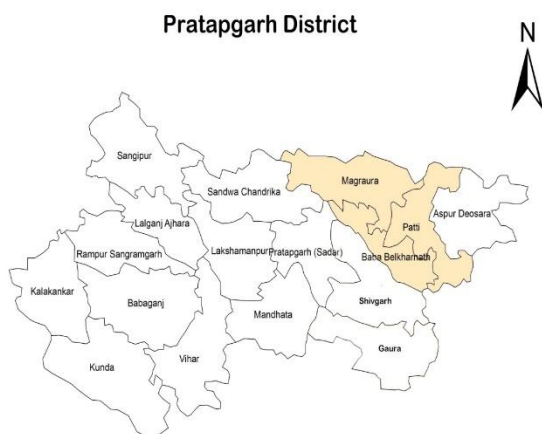 Pratapgarh District
N
Sangipur
Sandwa Chandrika
Magraura
Lalganj Ajhara
Patti
Aspur Deosara
Rampur Sangramgarh
Lakshamanpur
Pratapgarh (Sadar)
Baba Belkharnath
Kalakankar
Babaganj
Mandhata
Shivgarh
Kunda
Vihar
Gaura